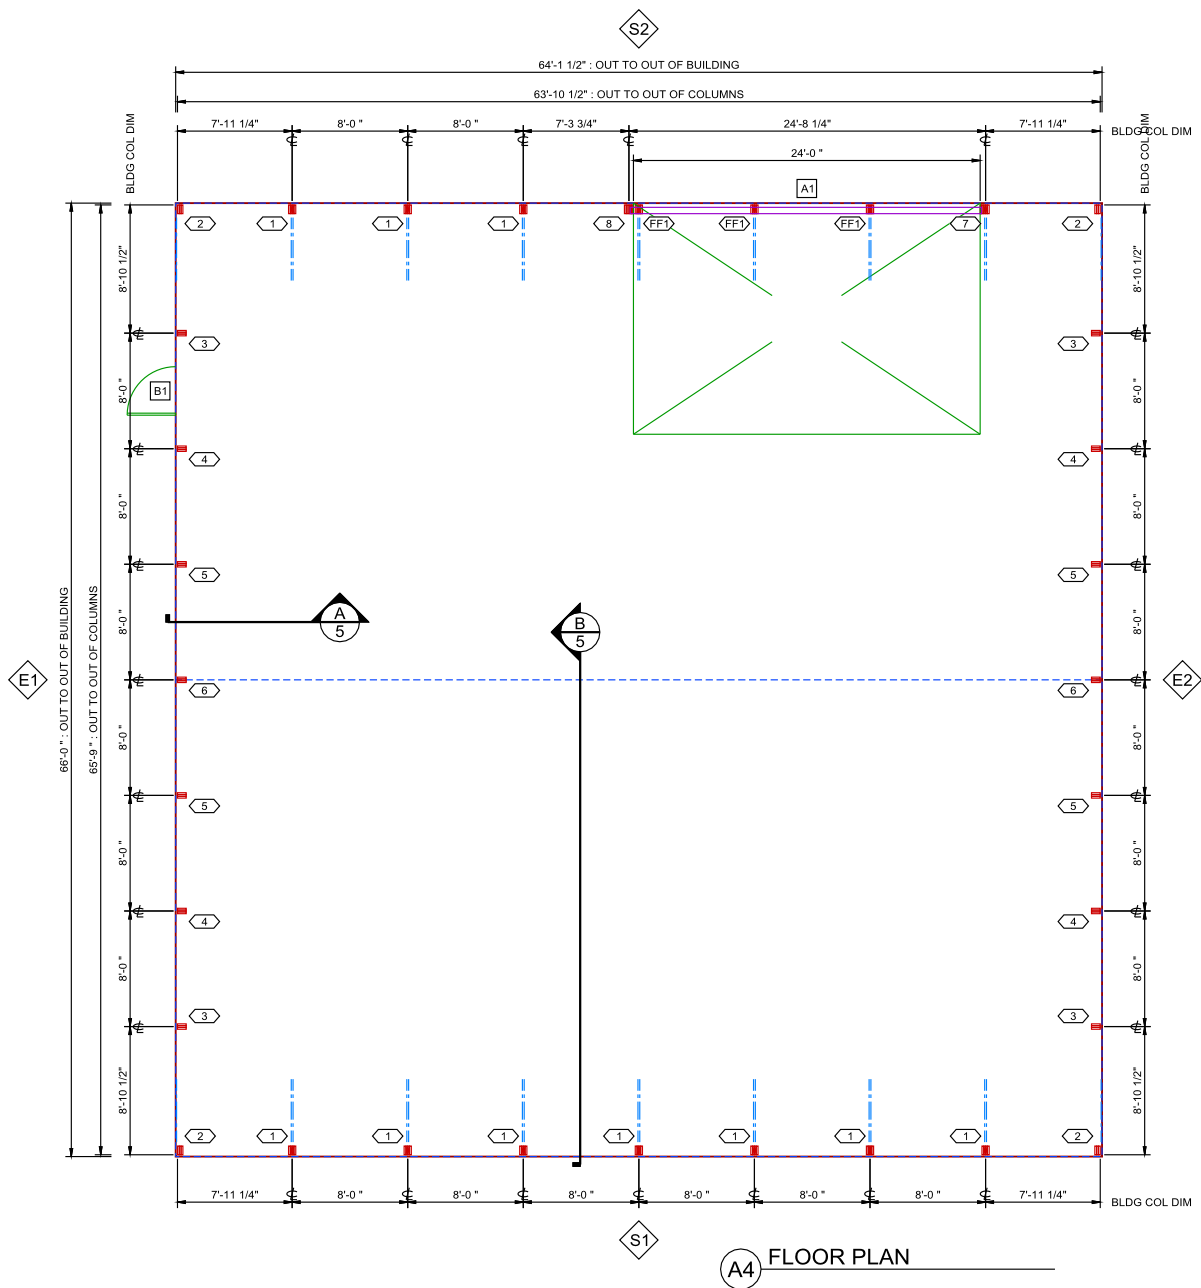 S2
64'-1 1/2" : OUT TO OUT OF BUILDING
63'-10 1/2" : OUT TO OUT OF COLUMNS
7'-11 1/4" 8'-0 " 8'-0 " 7'-3 3/4" 24'-8 1/4" 7'-11 1/4"
BLDG COL DIM
BLDG COL DIM
BLDG COL DIM
24'-0 "
A1
2 1 1 1 8 FF1 FF1 FF1 7 2
8'-10 1/2"
8'-10 1/2"
3 3
B1
8'-0 "
8'-0 "
4 4
8'-0 "
8'-0 "
5 5
A
5
B
5
8'-0 "
8'-0 "
66'-0 " : OUT TO OUT OF BUILDING
65'-9 " : OUT TO OUT OF COLUMNS
E1
E2
6 6
8'-0 "
8'-0 "
5 5
8'-0 "
8'-0 "
4 4
8'-0 "
8'-0 "
3 3
8'-10 1/2"
8'-10 1/2"
2 1 1 1 1 1 1 1 2
7'-11 1/4" 8'-0 " 8'-0 " 8'-0 " 8'-0 " 8'-0 " 8'-0 " 7'-11 1/4"
BLDG COL DIM
S1
A4 FLOOR PLAN